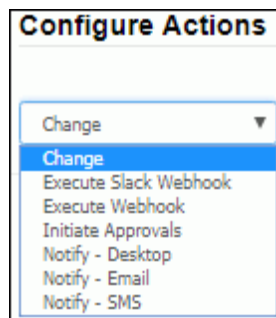 Configure Actions
Change
Change
Execute Slack Webhook
Execute Webhook
Initiate Approvals
Notify - Desktop
Notify - Email
Notify - SMS